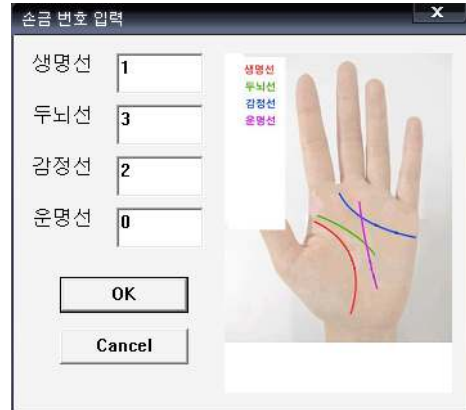 손금 번호 입력
X
생명선 1
두뇌선 3
감정선 2
운명선 0
OK
Cancel
생명선
두뇌선
감정선
운명선